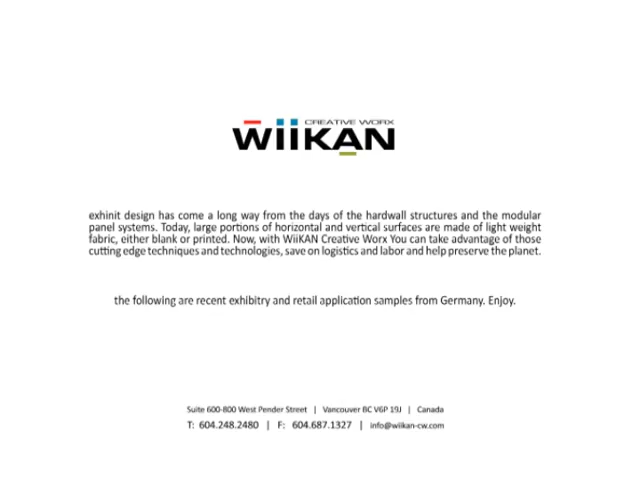 CREATIVE WORX
WiiKAN
exhinit design has come a long way from the days of the hardwall structures and the modular
panel systems. Today, large portions of horizontal and vertical surfaces are made of light weight
fabric, either blank or printed. Now, with WiiKAN Creative Worx You can take advantage of those
cutting edge techniques and technologies, save on logistics and labor and help preserve the planet.
the following are recent exhibitry and retail application samples from Germany. Enjoy.
Suite 600-800 West Pender Street | Vancouver BC V6P 19J | Canada
T: 604.248.2480 | F: 604.687.1327 | info@wiikan-cw.com